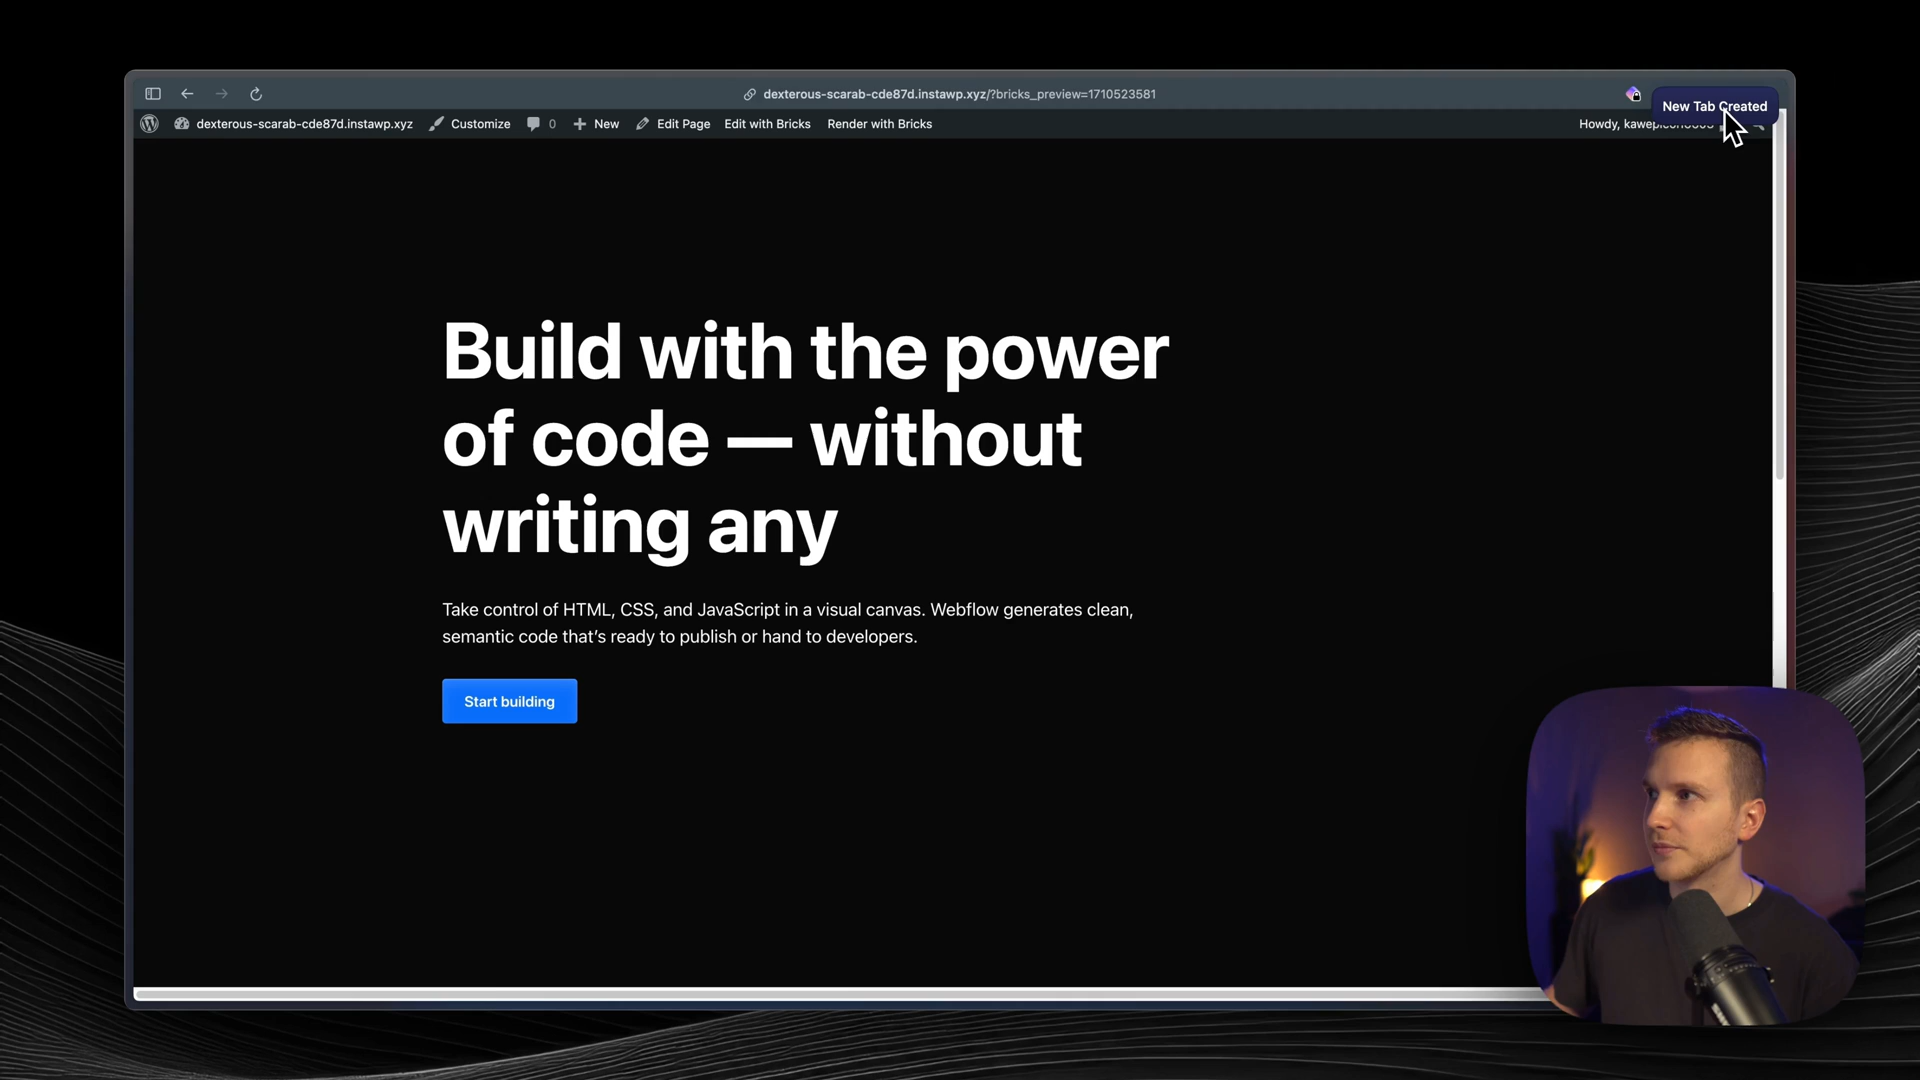 dexterous-scarab-cde87d.instawp.xyz/?bricks_preview=1710523581
New Tab Created
dexterous-scarab-cde87d.instawp.xyz Customize 0 New Edit Page Edit with Bricks Render with Bricks
Howdy,
Build with the power
of code — without
writing any
Take control of HTML, CSS, and JavaScript in a visual canvas. Webflow generates clean,
semantic code that’s ready to publish or hand to developers.
Start building